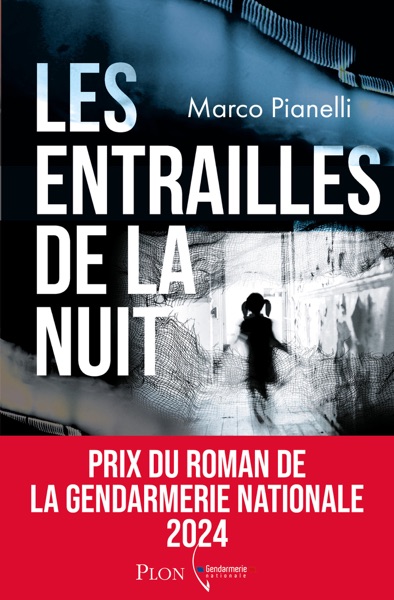 LES
Marco Pianelli
ENTRAILLES
DE LA
NUIT
PRIX DU ROMAN DE
LA GENDARMERIE NATIONALE
2024
PLON
Gendarmerie
nationale